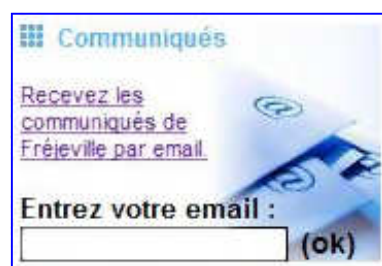 Communiqués
Recevez les
communiqués de
Fréjeville par email.
@
@
Entrez votre email :
(ok)